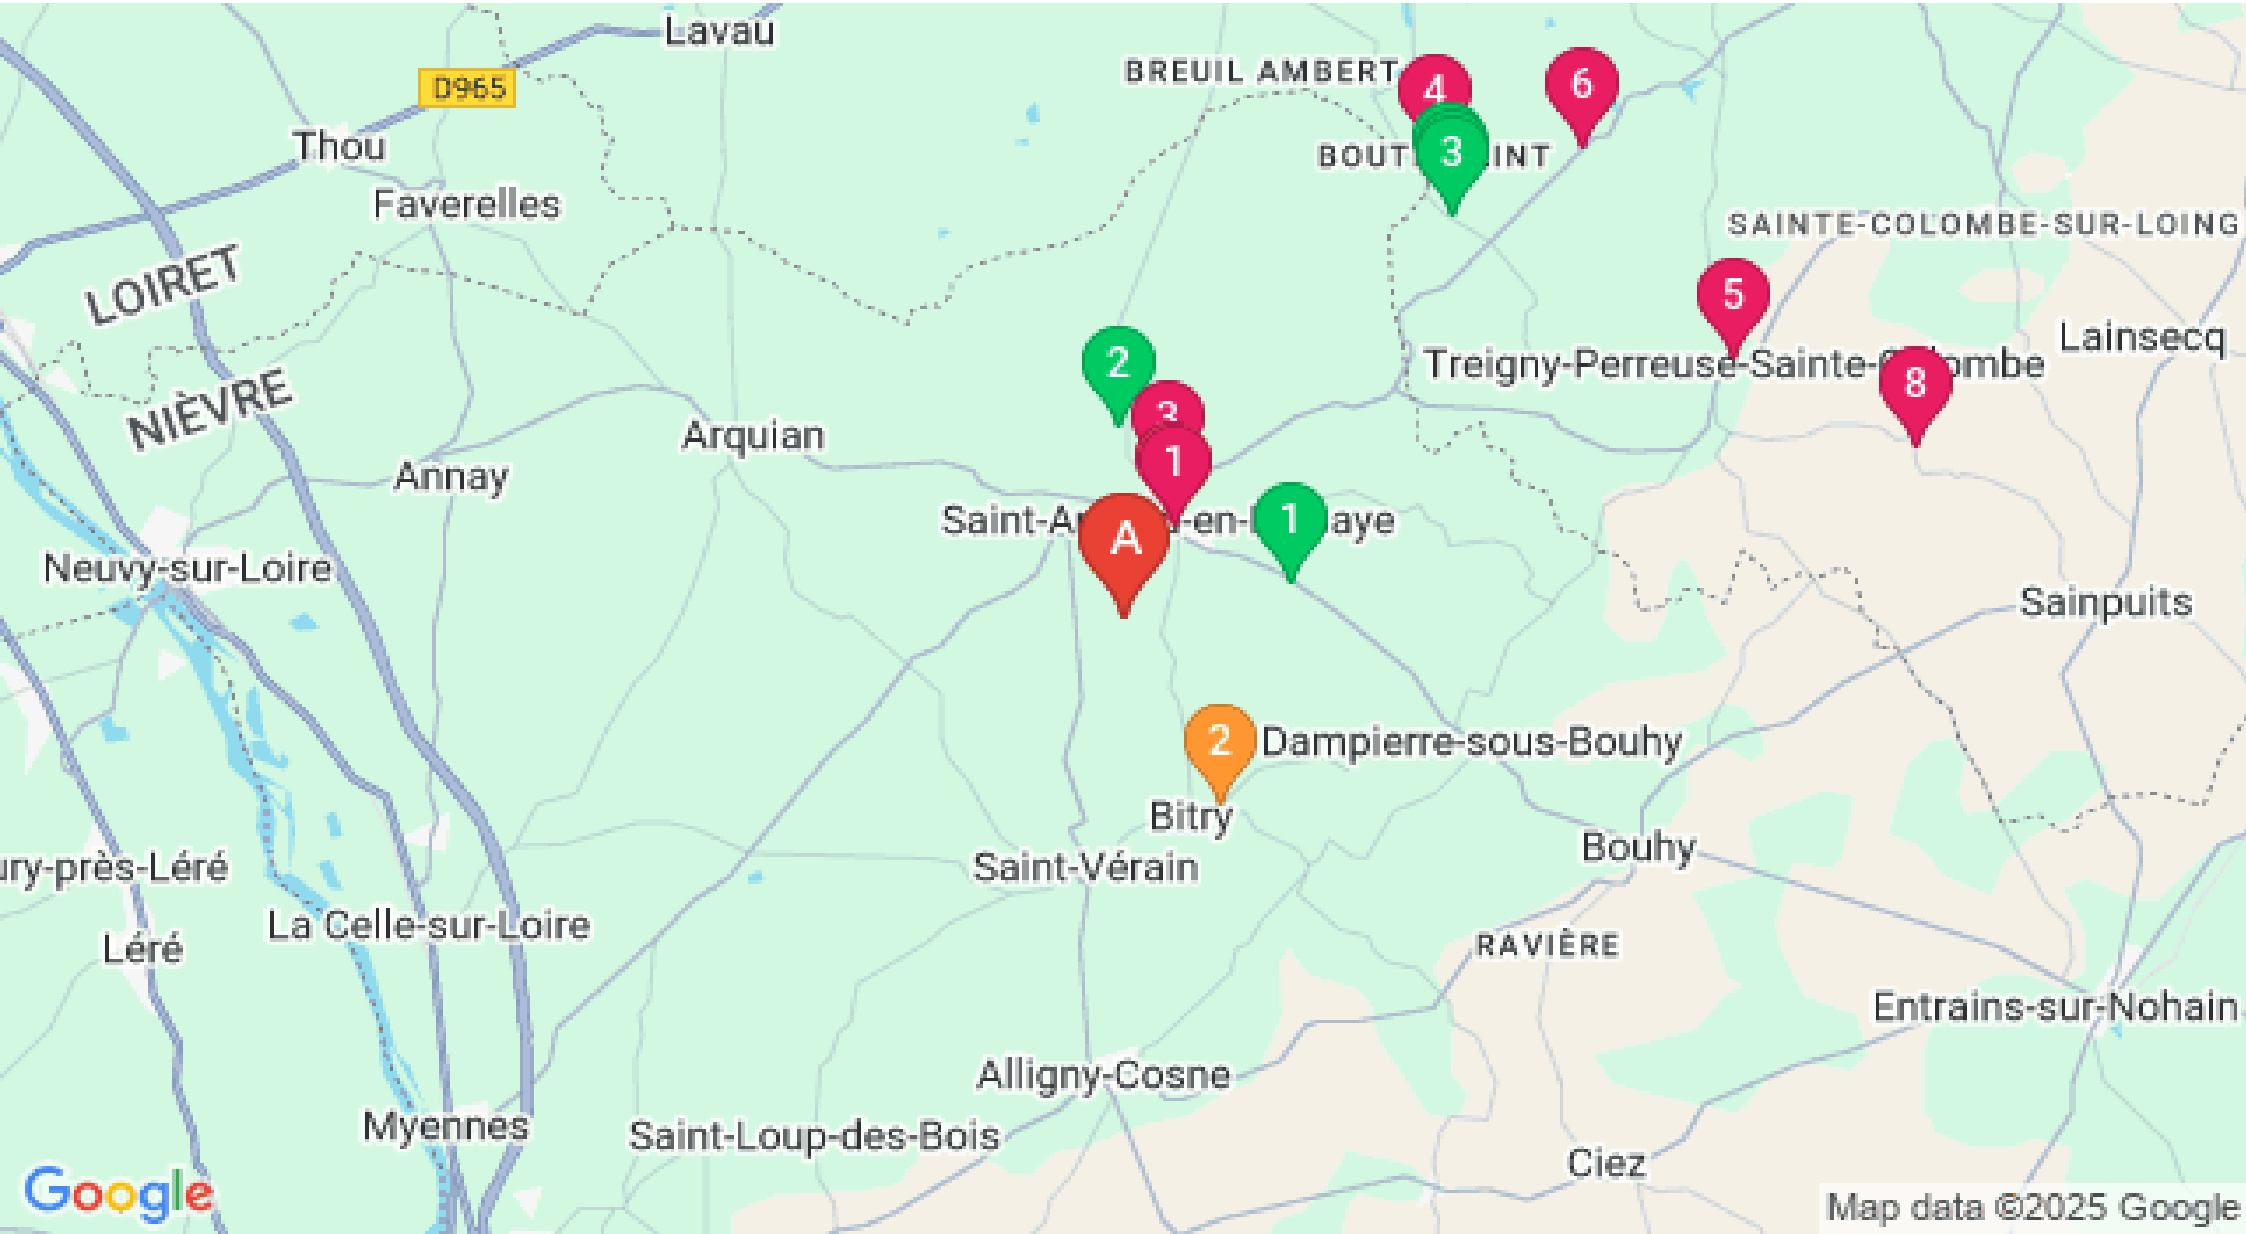 Lavau
BREUIL AMBERT
4
6
D965
Thou
BOUT
3
INT
Faverelles
SAINTE-COLOMBE-SUR-LOING
LOIRET
5
Lainsecq
2
Treigny-Perreuse-Sainte-
ombe
8
NIÈVRE
3
Arquian
1
Annay
Saint-A
-en-
1
aye
A
Neuvy-sur-Loire
Sainpuits
2
Dampierre-sous-Bouhy
Bitry
Bouhy
ury-près-Léré
Saint-Vérain
La Celle-sur-Loire
Léré
RAVIÈRE
Entrains-sur-Nohain
Alligny-Cosne
Myennes
Saint-Loup-des-Bois
Ciez
Google
Map data ©2025 Google